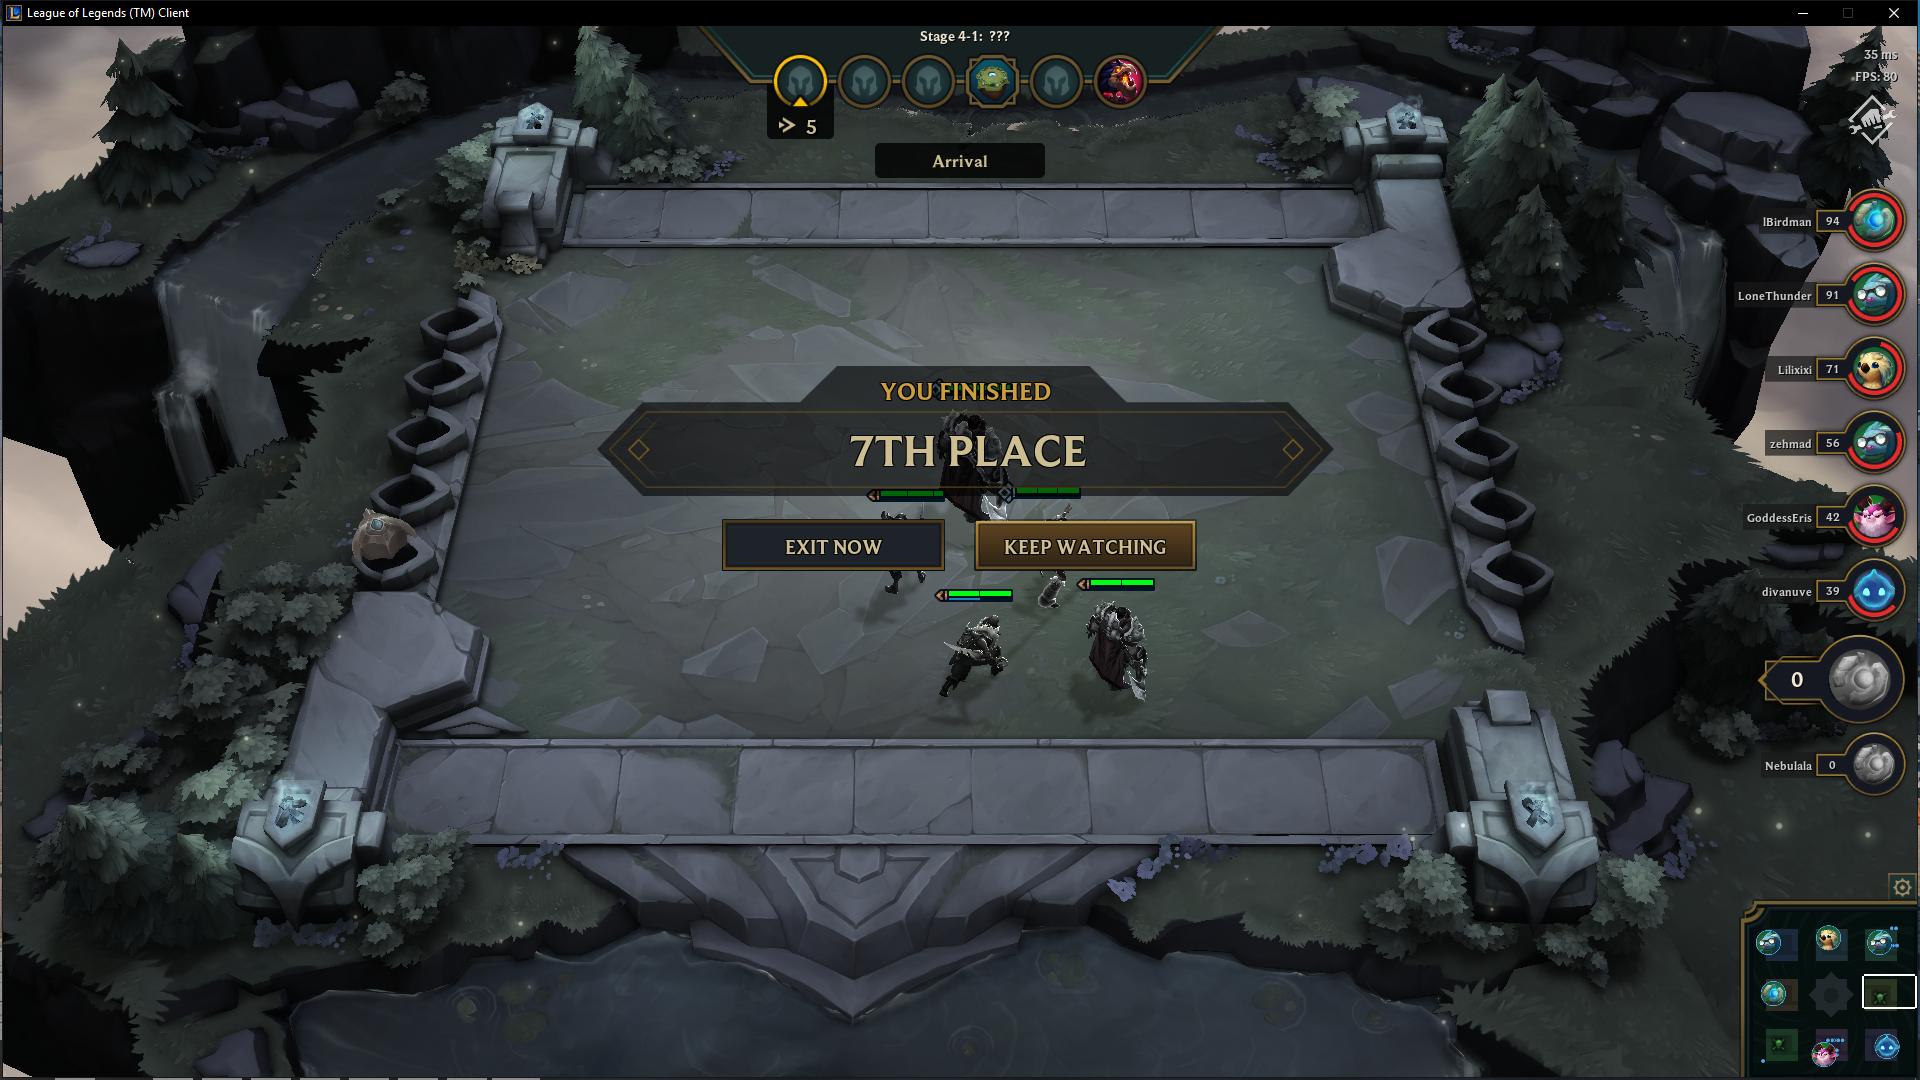 League of Legends (TM) Client
Stage 4-1: ???
35 ms
FPS: 80
5
Arrival
lBirdman 94
LoneThunder 91
Lilixixi 71
YOU FINISHED
7TH PLACE
zehmad 56
GoddessEris 42
EXIT NOW
KEEP WATCHING
divanuve 39
0
Nebulala 0